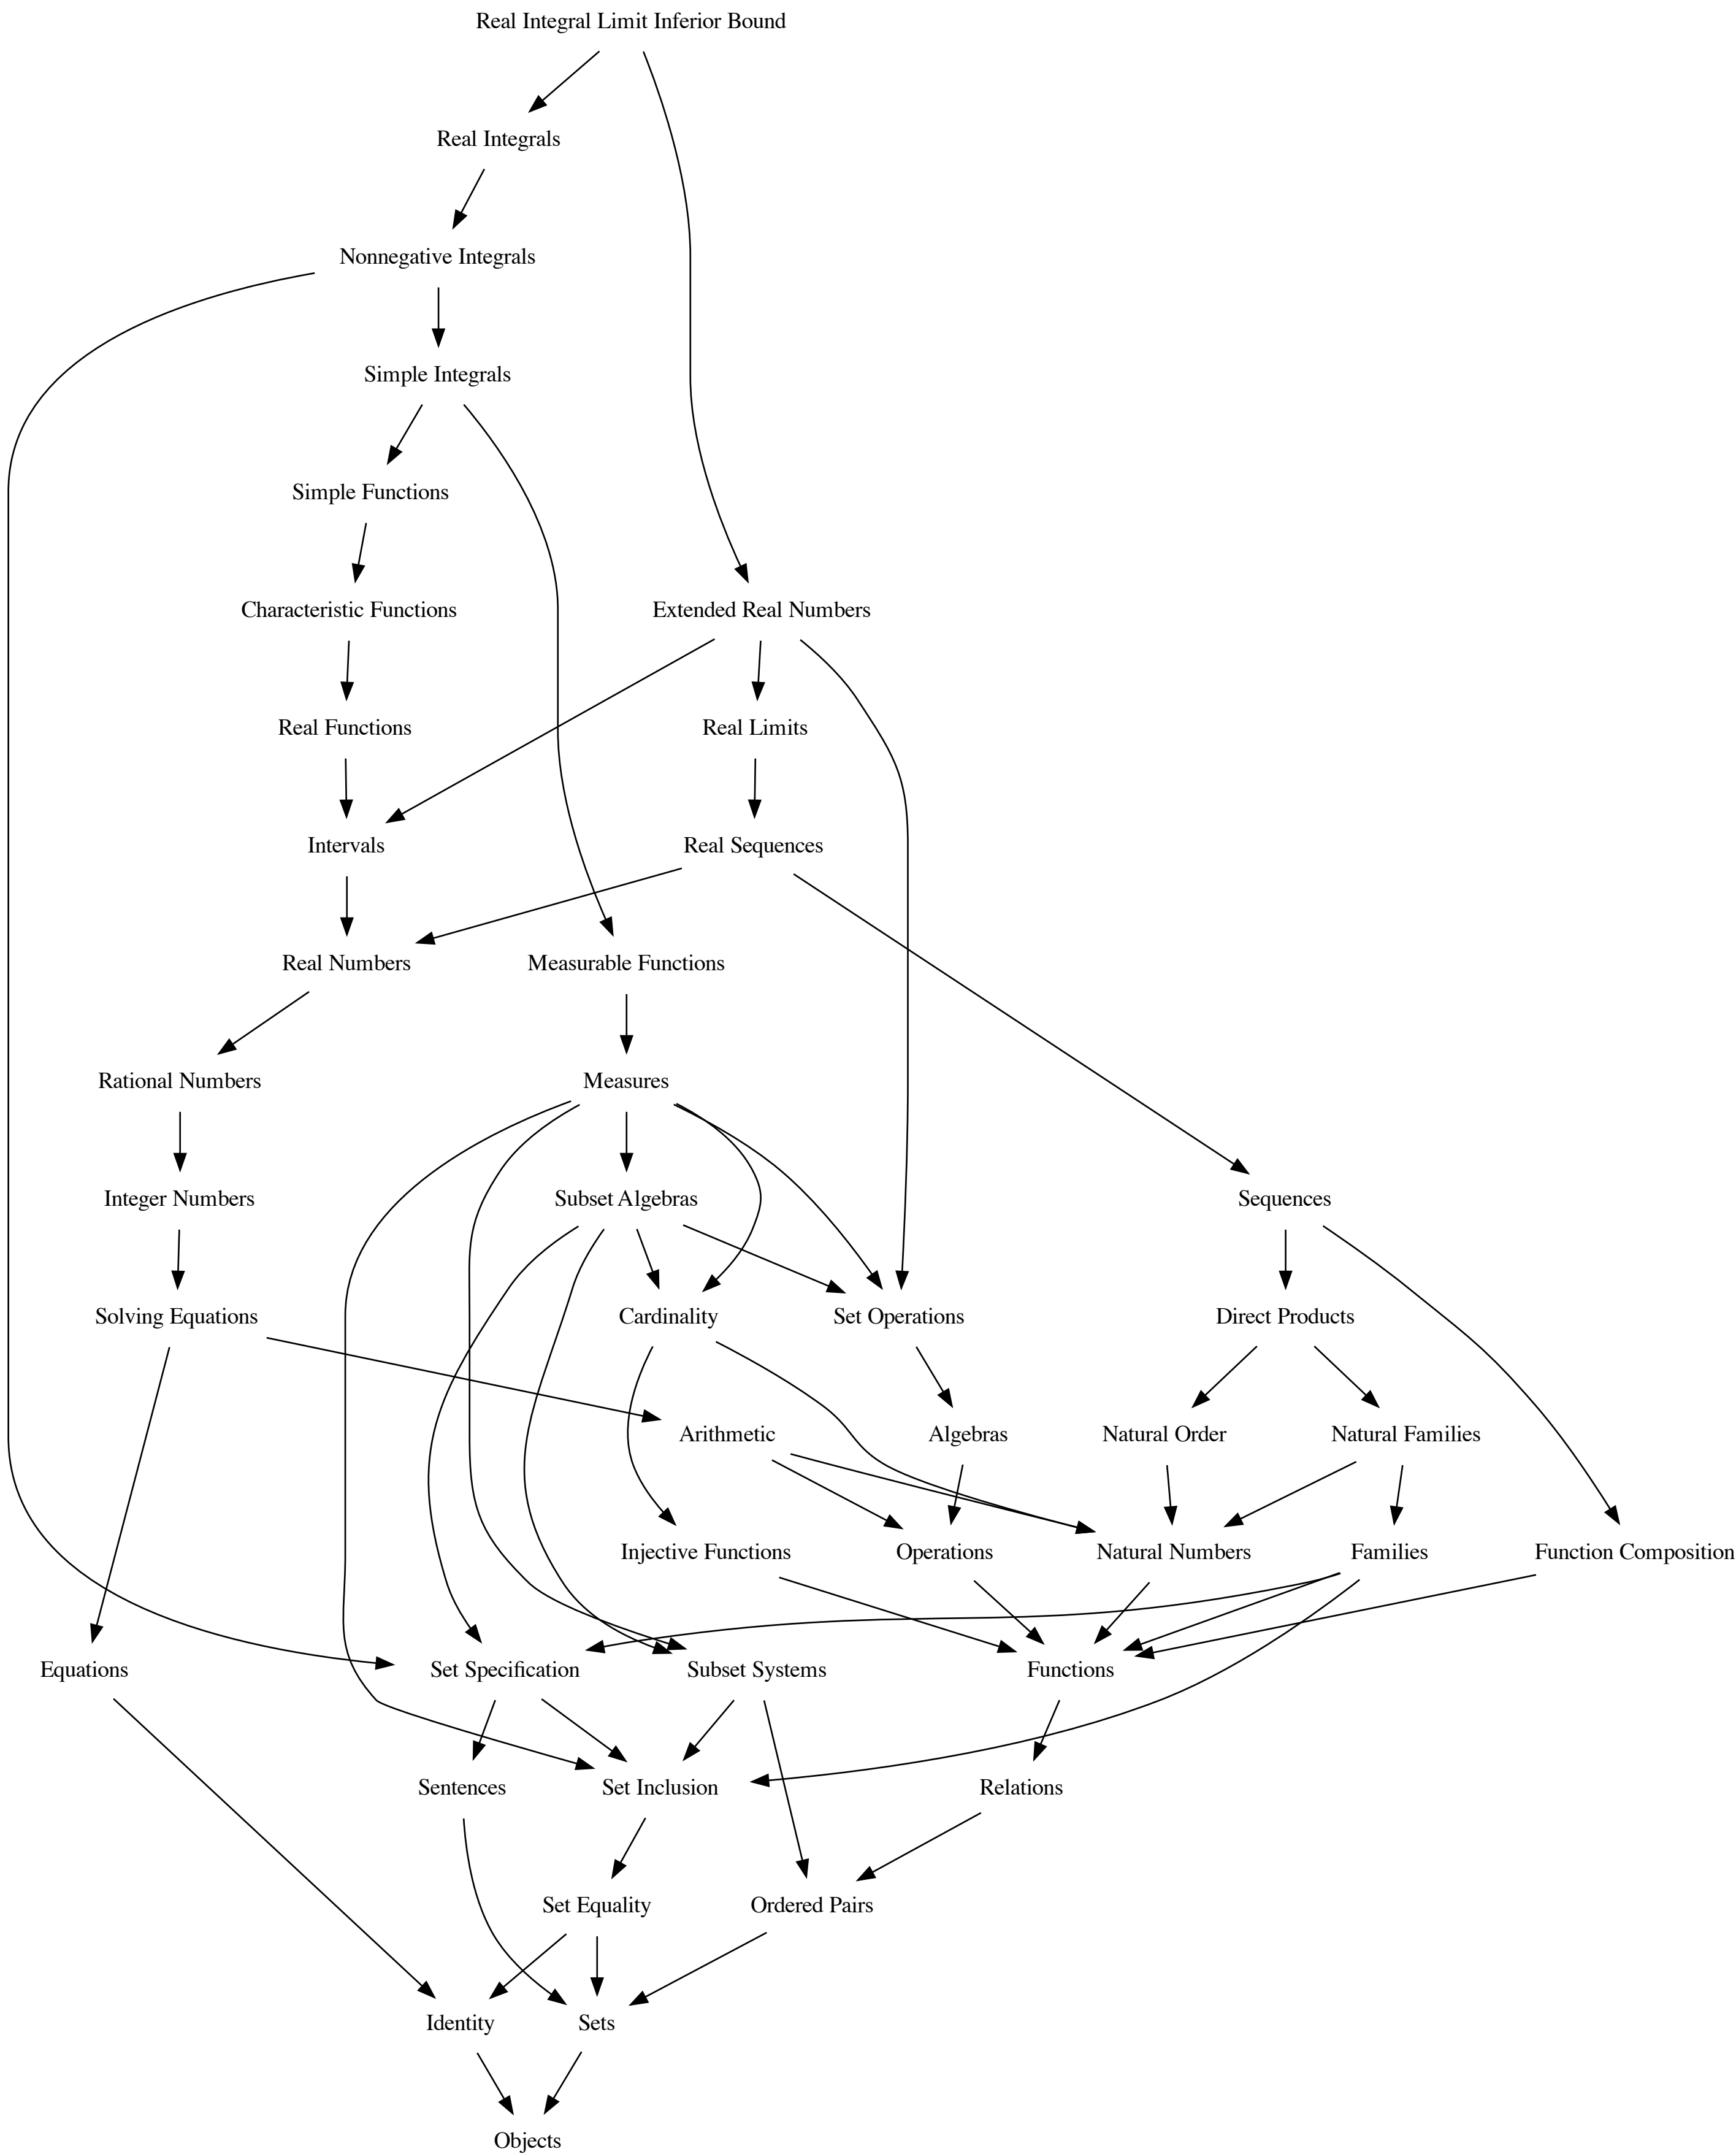 Real Integral Limit Inferior Bound
Real Integrals
Nonnegative Integrals
Simple Integrals
Simple Functions
Characteristic Functions
Extended Real Numbers
Real Functions
Real Limits
Intervals
Real Sequences
Real Numbers
Measurable Functions
Rational Numbers
Measures
Integer Numbers
Subset Algebras
Sequences
Solving Equations
Cardinality
Set Operations
Direct Products
Arithmetic
Algebras
Natural Order
Natural Families
Injective Functions
Operations
Natural Numbers
Families
Function Composition
Equations
Set Specification
Subset Systems
Functions
Sentences
Set Inclusion
Relations
Set Equality
Ordered Pairs
Identity
Sets
Objects